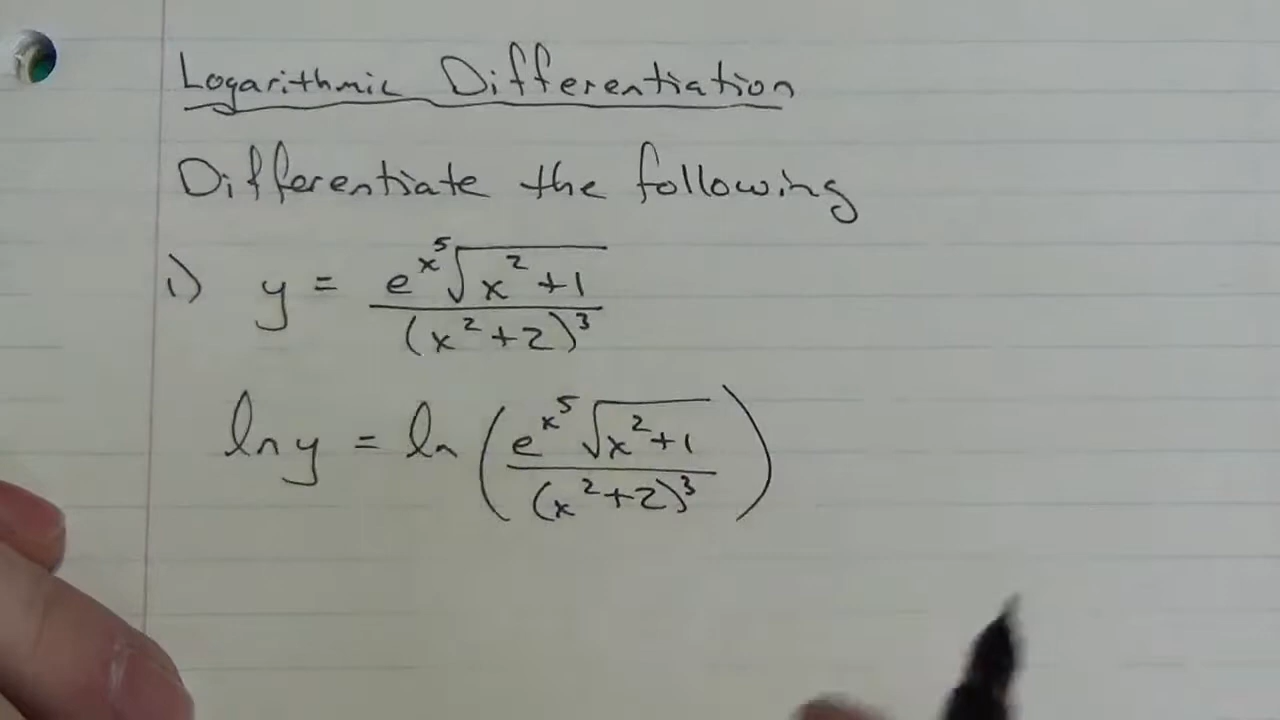 Logarithmic Differentiation
Differentiate the following
i) y = e^{x^5}√(x^2+1) / (x^2+2)^3
ln y = ln (e^{x^5}√(x^2+1) / (x^2+2)^3)